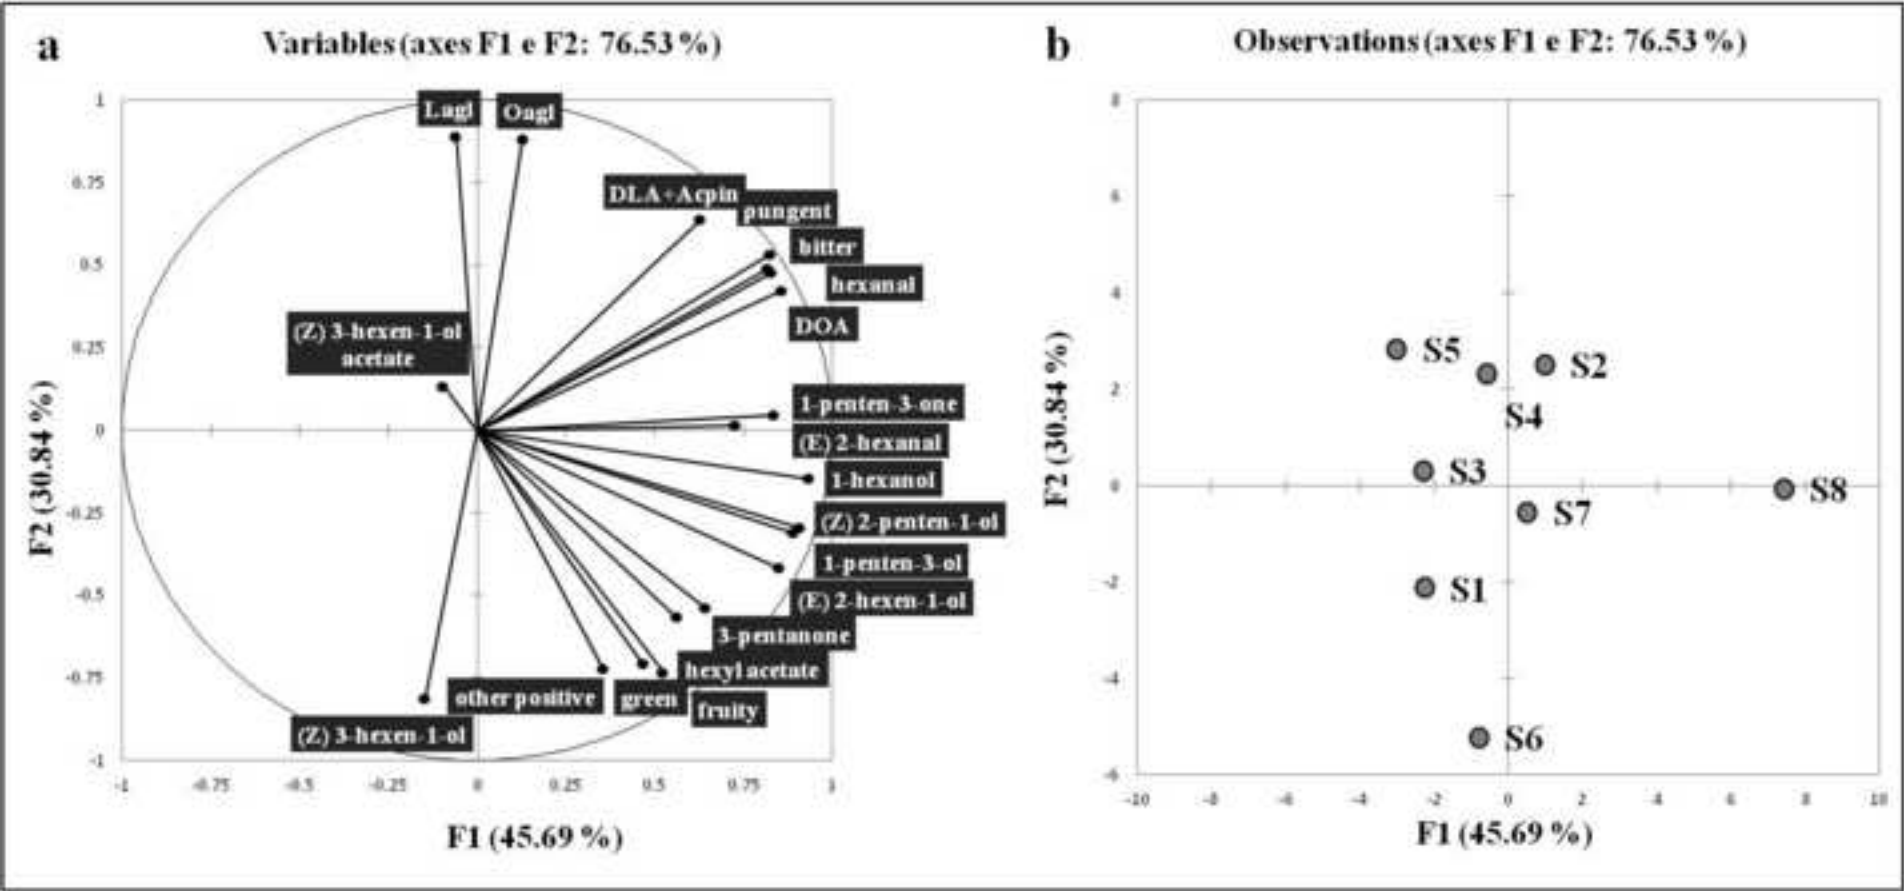 a
Variables (axes F1 e F2: 76.53 %)
1
0.75
0.5
0.25
0
-0.25
-0.5
-0.75
-1
F2 (30.84 %)
Lagl
Oagl
DLA+Acpin
pungent
bitter
hexanal
DOA
(Z) 3-hexen-1-ol
acetate
1-penten-3-one
(E) 2-hexanal
1-hexanol
(Z) 2-penten-1-ol
1-penten-3-ol
(E) 2-hexen-1-ol
3-pentanone
hexyl acetate
other positive
green
fruity
(Z) 3-hexen-1-ol
-1
-0.75
-0.5
-0.25
0
0.25
0.5
0.75
1
F1 (45.69 %)
b
Observations (axes F1 e F2: 76.53 %)
8
6
4
2
0
-2
-4
-6
F2 (30.84 %)
S5
S2
S4
S3
S8
S7
S1
S6
-10
-8
-6
-4
-2
0
2
4
6
8
10
F1 (45.69 %)